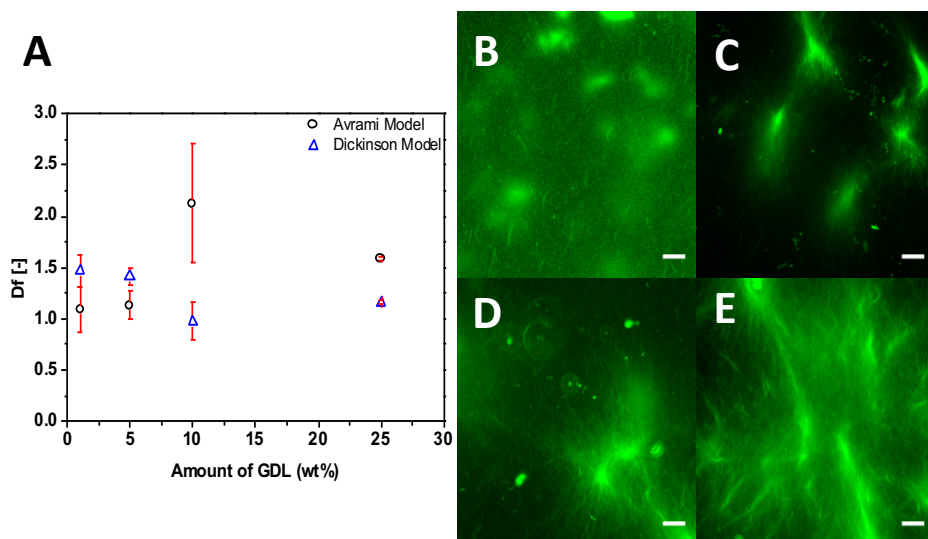 A
B
C
Avrami Model
Dickinson Model
3.0
2.5
2.0
1.5
1.0
0.5
0.0
Df [-]
0 5 10 15 20 25 30
Amount of GDL (wt%)
D
E